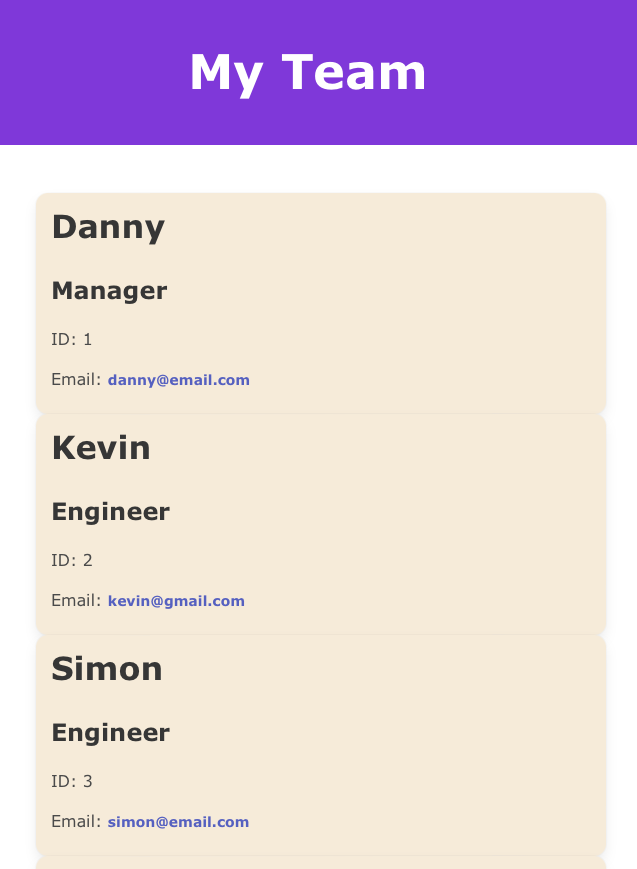 My Team
Danny
Manager
ID: 1
Email: danny@email.com
Kevin
Engineer
ID: 2
Email: kevin@gmail.com
Simon
Engineer
ID: 3
Email: simon@email.com